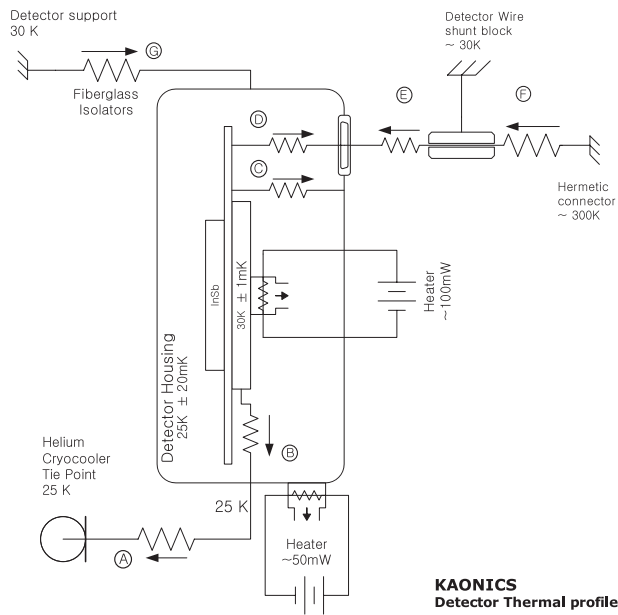 Detector support
30 K
G
Fiberglass
Isolators
Detector Wire
shunt block
~ 30K
E
F
Hermetic
connector
~ 300K
D
C
InSb
30K ± 1mK
Heater
~100mW
Detector Housing
25K ± 20mK
B
Helium
Cryocooler
Tie Point
25 K
25 K
A
Heater
~50mW
KAONICS
Detector Thermal profile